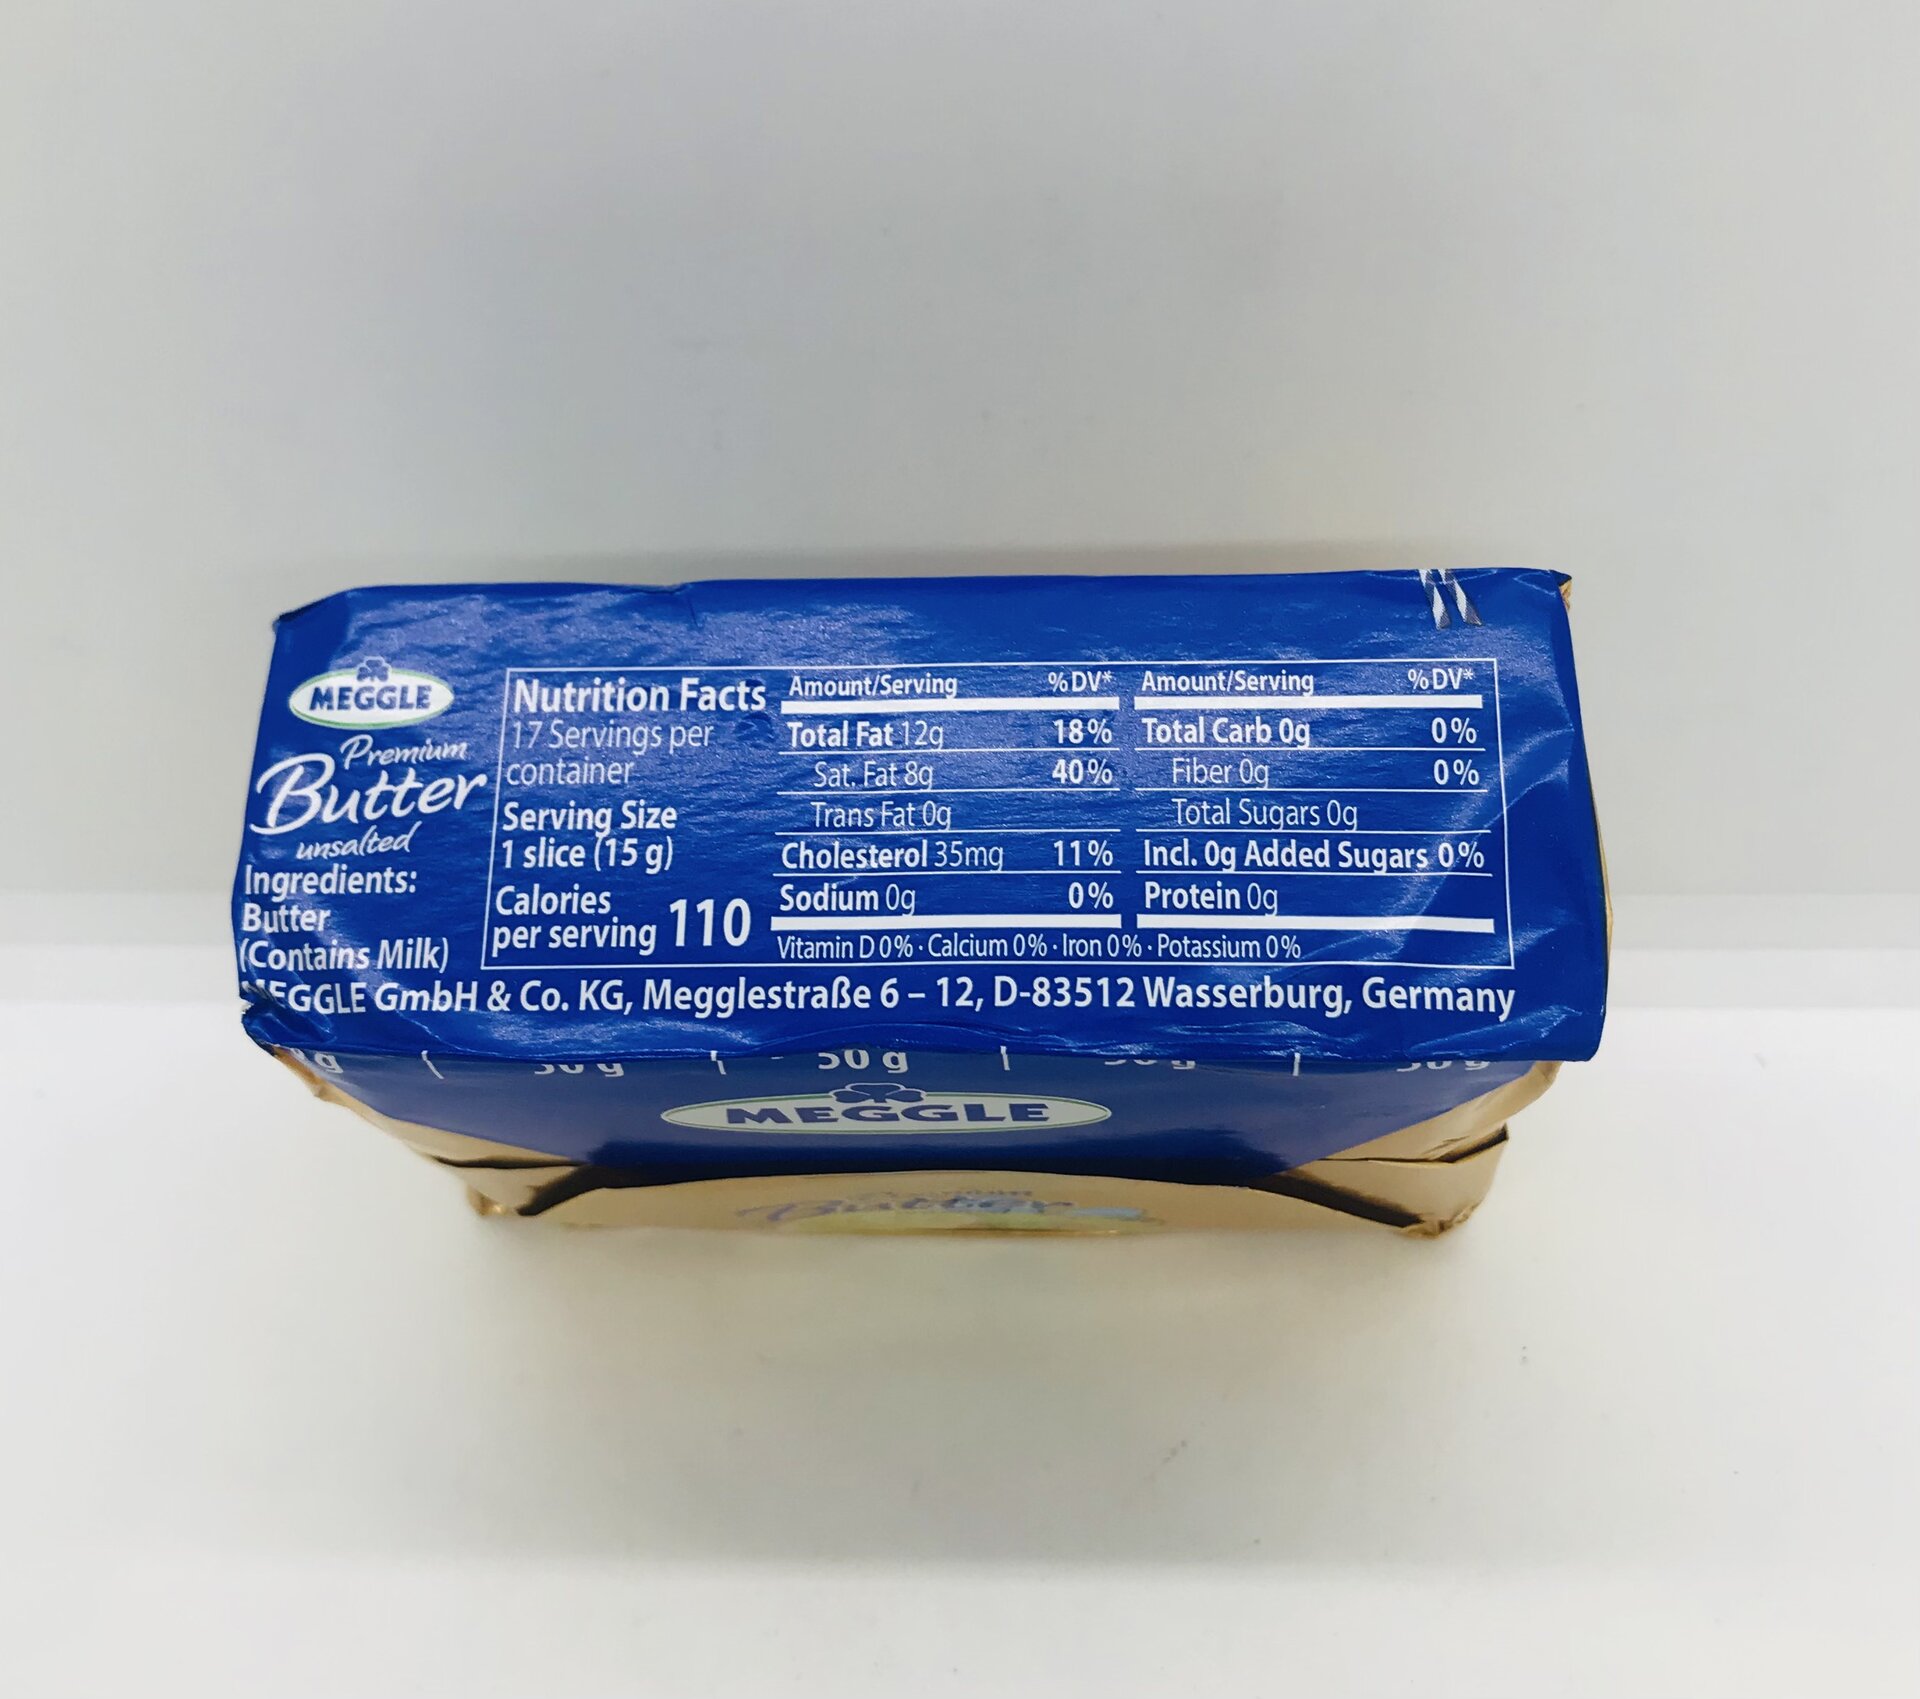 MEGGLE
Premium
Butter
unsalted
Ingredients:
Butter
(Contains Milk)
Nutrition Facts
17 Servings per
container
Serving Size
1 slice (15 g)
Calories
per serving 110
Amount/Serving %DV*
Total Fat 12g 18%
Sat. Fat 8g 40%
Trans Fat 0g
Cholesterol 35mg 11%
Sodium 0g 0%
Amount/Serving %DV*
Total Carb 0g 0%
Fiber 0g 0%
Total Sugars 0g
Incl. 0g Added Sugars 0%
Protein 0g
Vitamin D 0% · Calcium 0% · Iron 0% · Potassium 0%
MEGGLE GmbH & Co. KG, Megglestraße 6 – 12, D-83512 Wasserburg, Germany
50 g
MEGGLE
Butter